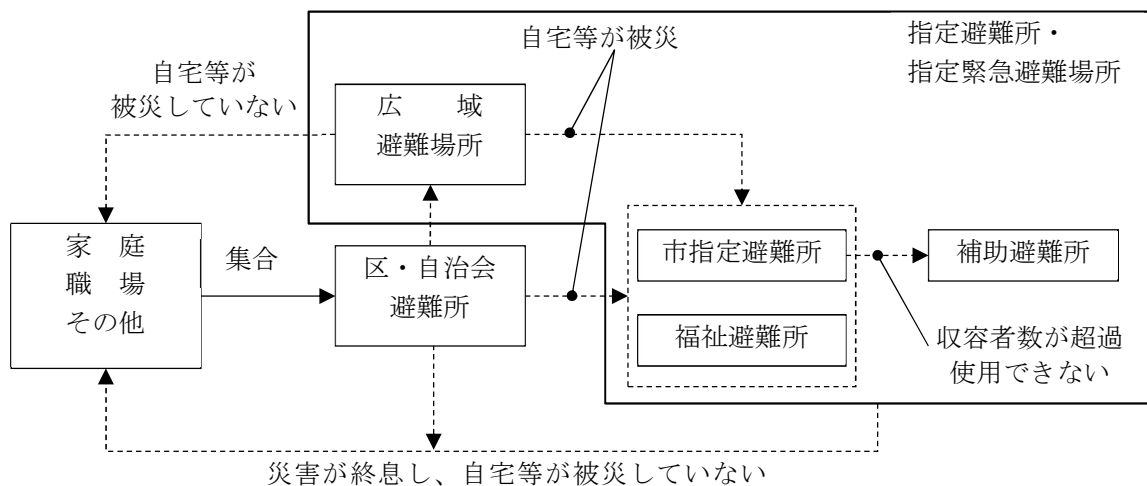 自宅等が被災
指定避難所・
指定緊急避難場所
自宅等が
被災していない
広　域
避難場所
家　庭
職　場
その他
集合
区・自治会
避難所
市指定避難所
補助避難所
福祉避難所
収容者数が超過
使用できない
災害が終息し、自宅等が被災していない